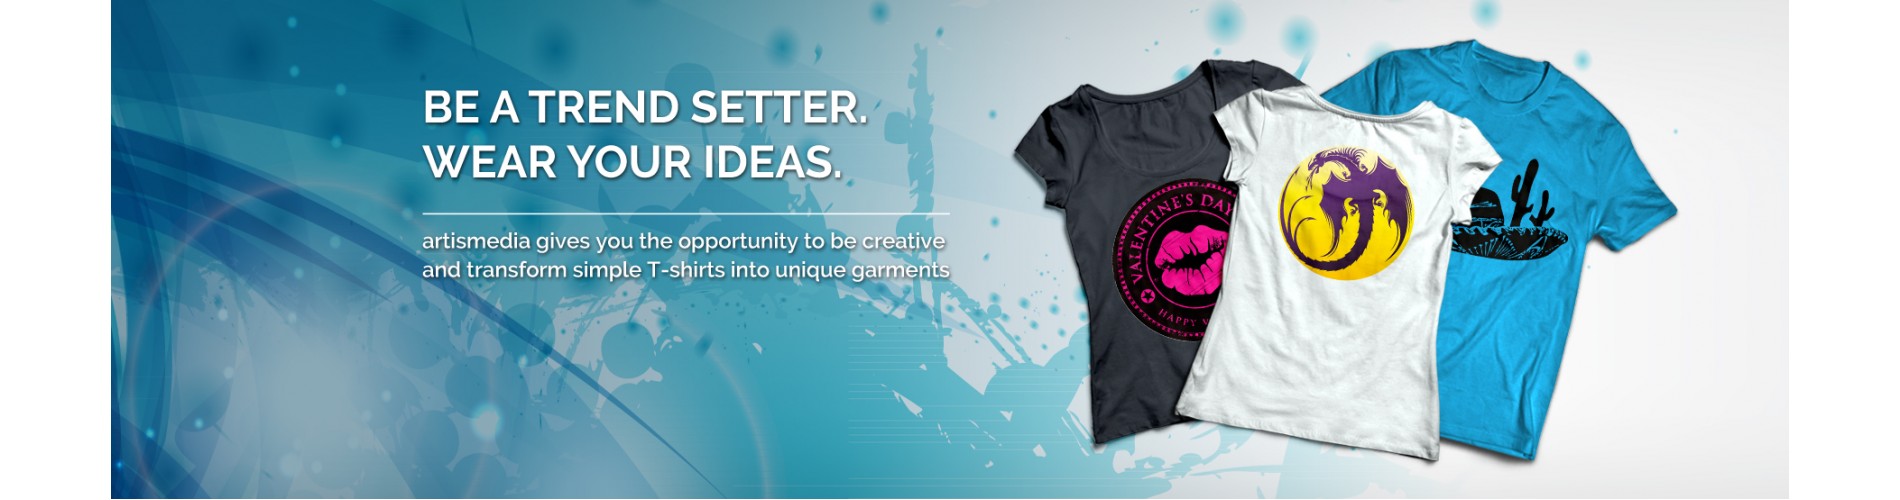 BE A TREND SETTER.
WEAR YOUR IDEAS.
artismedia gives you the opportunity to be creative
and transform simple T-shirts into unique garments
VALENTINE'S DAY
HAPPY